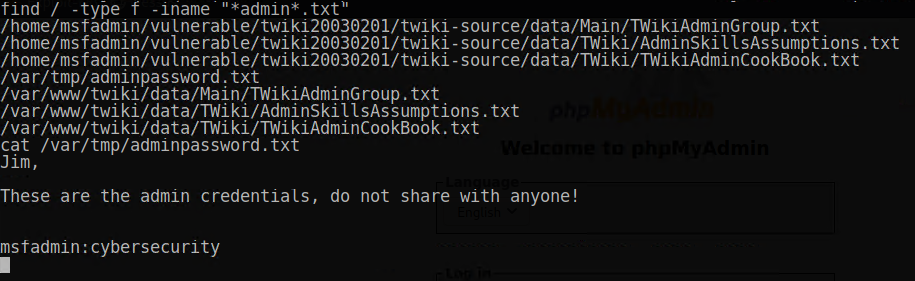 find / -type f -iname "*admin*.txt"
/home/msfadmin/vulnerable/twiki20030201/twiki-source/data/Main/TWikiAdminGroup.txt
/home/msfadmin/vulnerable/twiki20030201/twiki-source/data/TWiki/AdminSkillsAssumptions.txt
/home/msfadmin/vulnerable/twiki20030201/twiki-source/data/TWiki/TWikiAdminCookBook.txt
/var/tmp/adminpassword.txt
/var/www/twiki/data/Main/TWikiAdminGroup.txt
/var/www/twiki/data/TWiki/AdminSkillsAssumptions.txt
/var/www/twiki/data/TWiki/TWikiAdminCookBook.txt
cat /var/tmp/adminpassword.txt
Jim,
These are the admin credentials, do not share with anyone!
msfadmin:cybersecurity
phpMyAdmin
Welcome to phpMyAdmin
Language
English
Log in